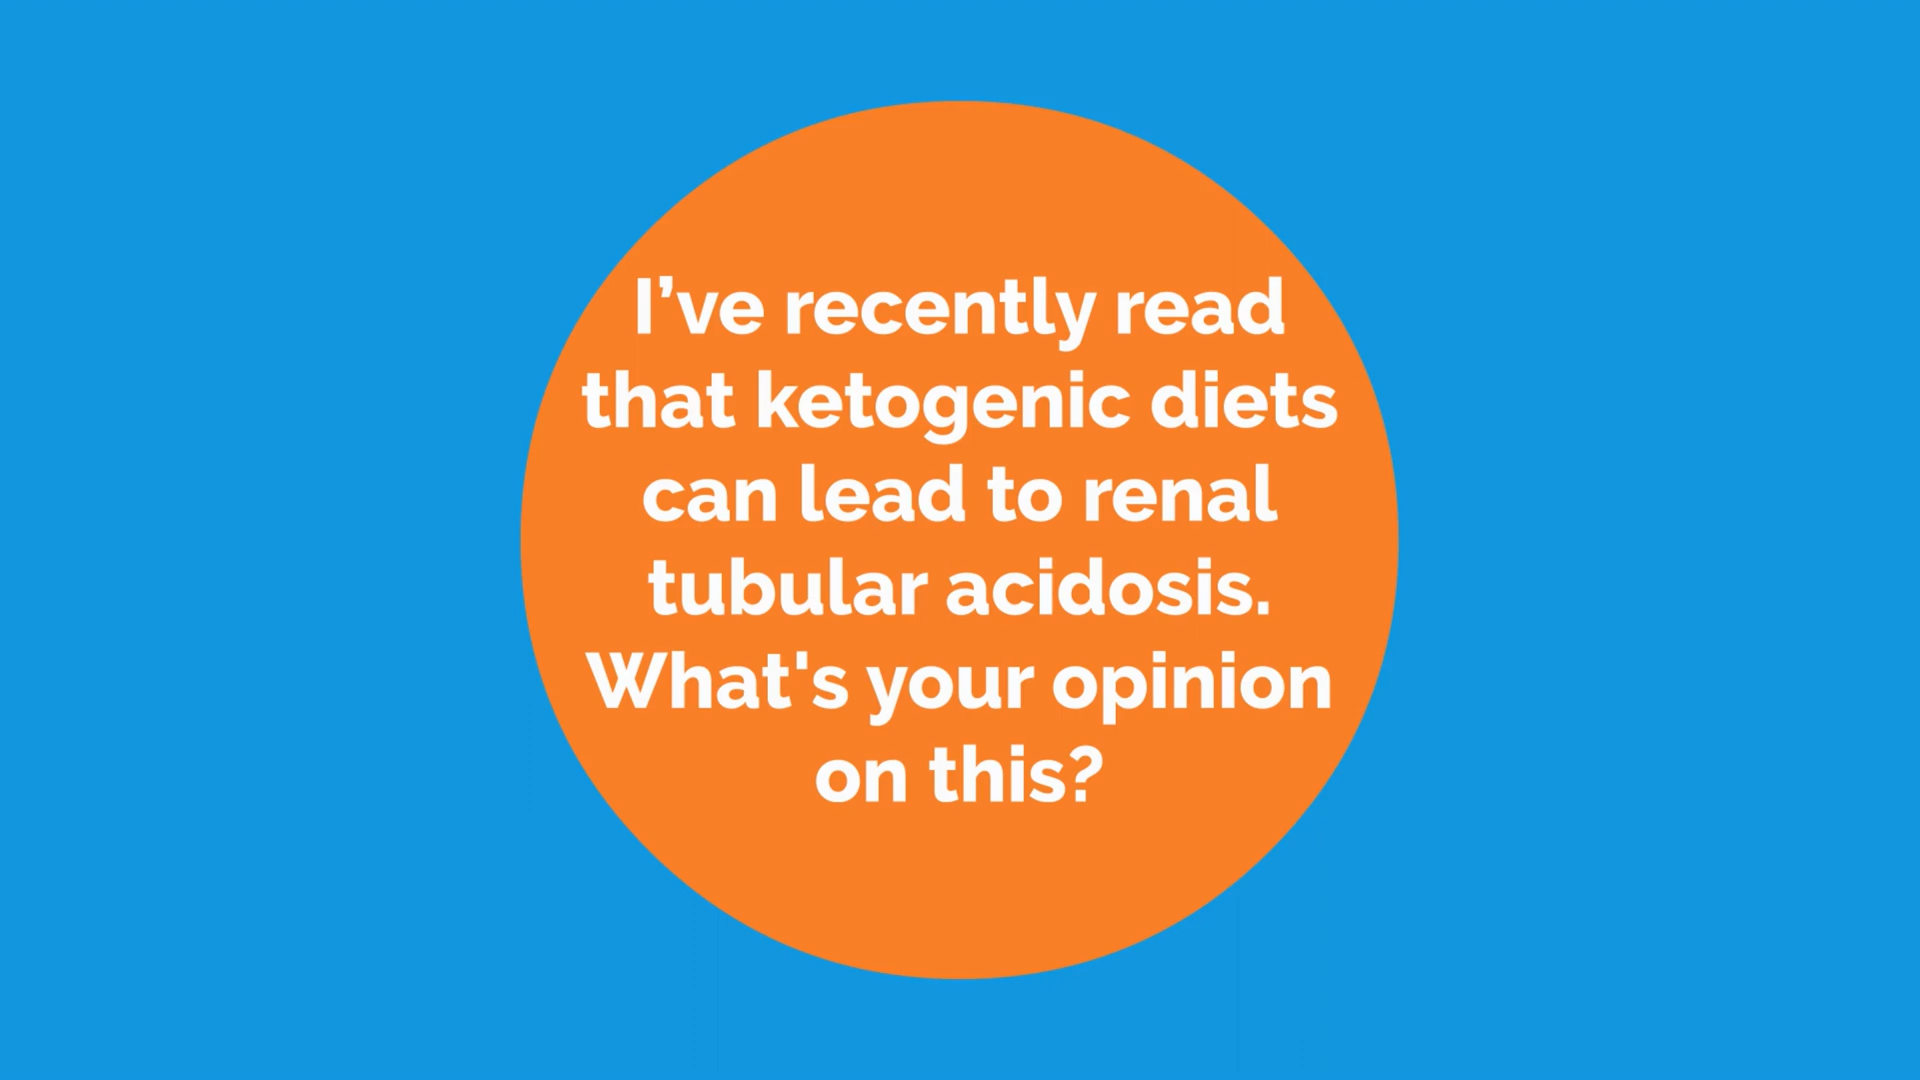 I’ve recently read
that ketogenic diets
can lead to renal
tubular acidosis.
What's your opinion
on this?